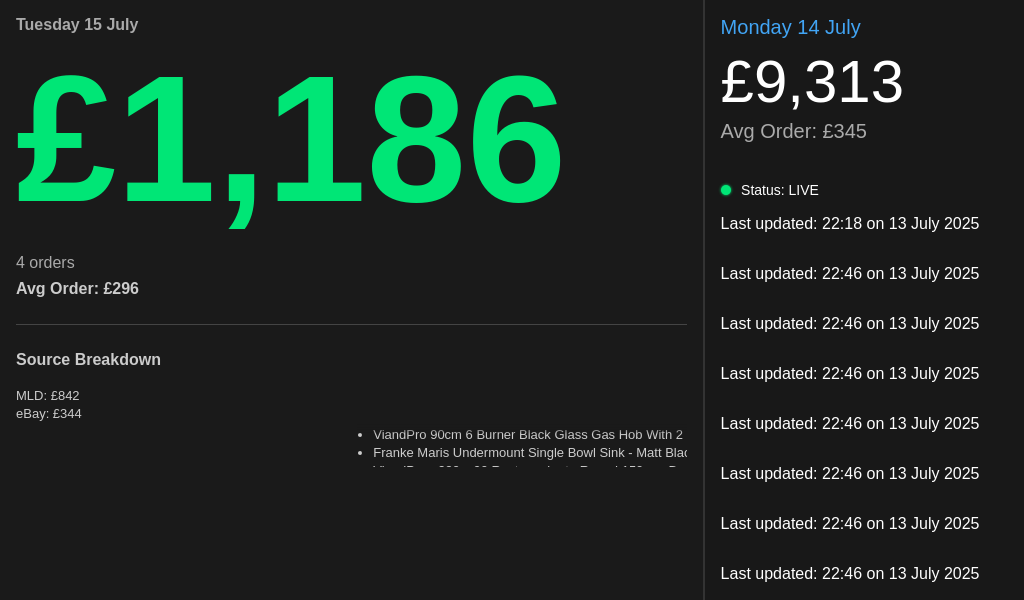 Tuesday 15 July
£1,186
4 orders
Avg Order: £296
Source Breakdown
MLD: £842
eBay: £344
ViandPro 90cm 6 Burner Black Glass Gas Hob With 2
Franke Maris Undermount Single Bowl Sink - Matt
Monday 14 July
£9,313
Avg Order: £345
Status: LIVE
Last updated: 22:18 on 13 July 2025
Last updated: 22:46 on 13 July 2025
Last updated: 22:46 on 13 July 2025
Last updated: 22:46 on 13 July 2025
Last updated: 22:46 on 13 July 2025
Last updated: 22:46 on 13 July 2025
Last updated: 22:46 on 13 July 2025
Last updated: 22:46 on 13 July 2025